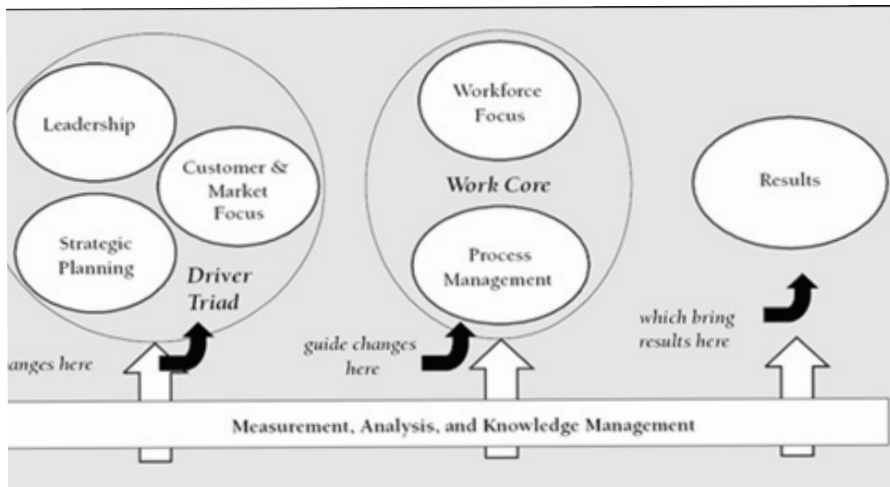 Leadership
Customer &
Market
Focus
Strategic
Planning
Driver
Triad
anges here
Workforce
Focus
Work Core
Process
Management
guide changes
here
Results
which bring
results here
Measurement, Analysis, and Knowledge Management